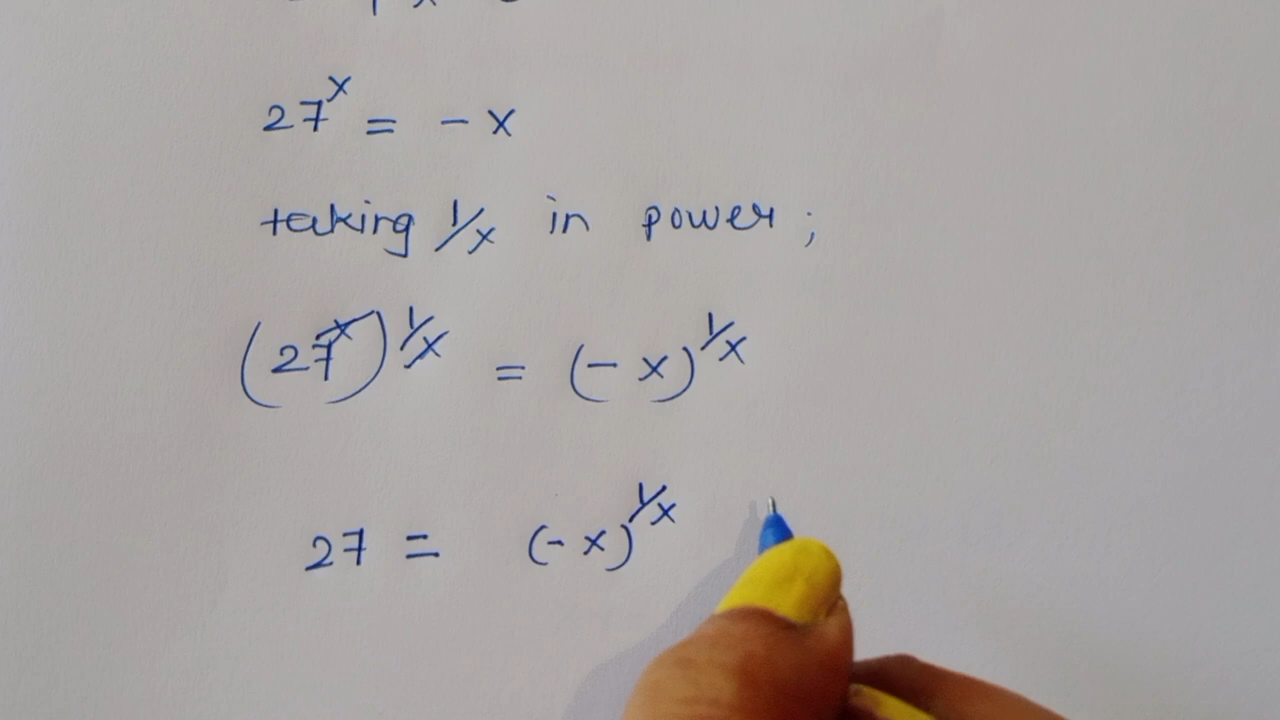 27^x = - x
taking 1/x in power ;
(27^x)^1/x = (- x)^1/x
27 = (- x)^1/x